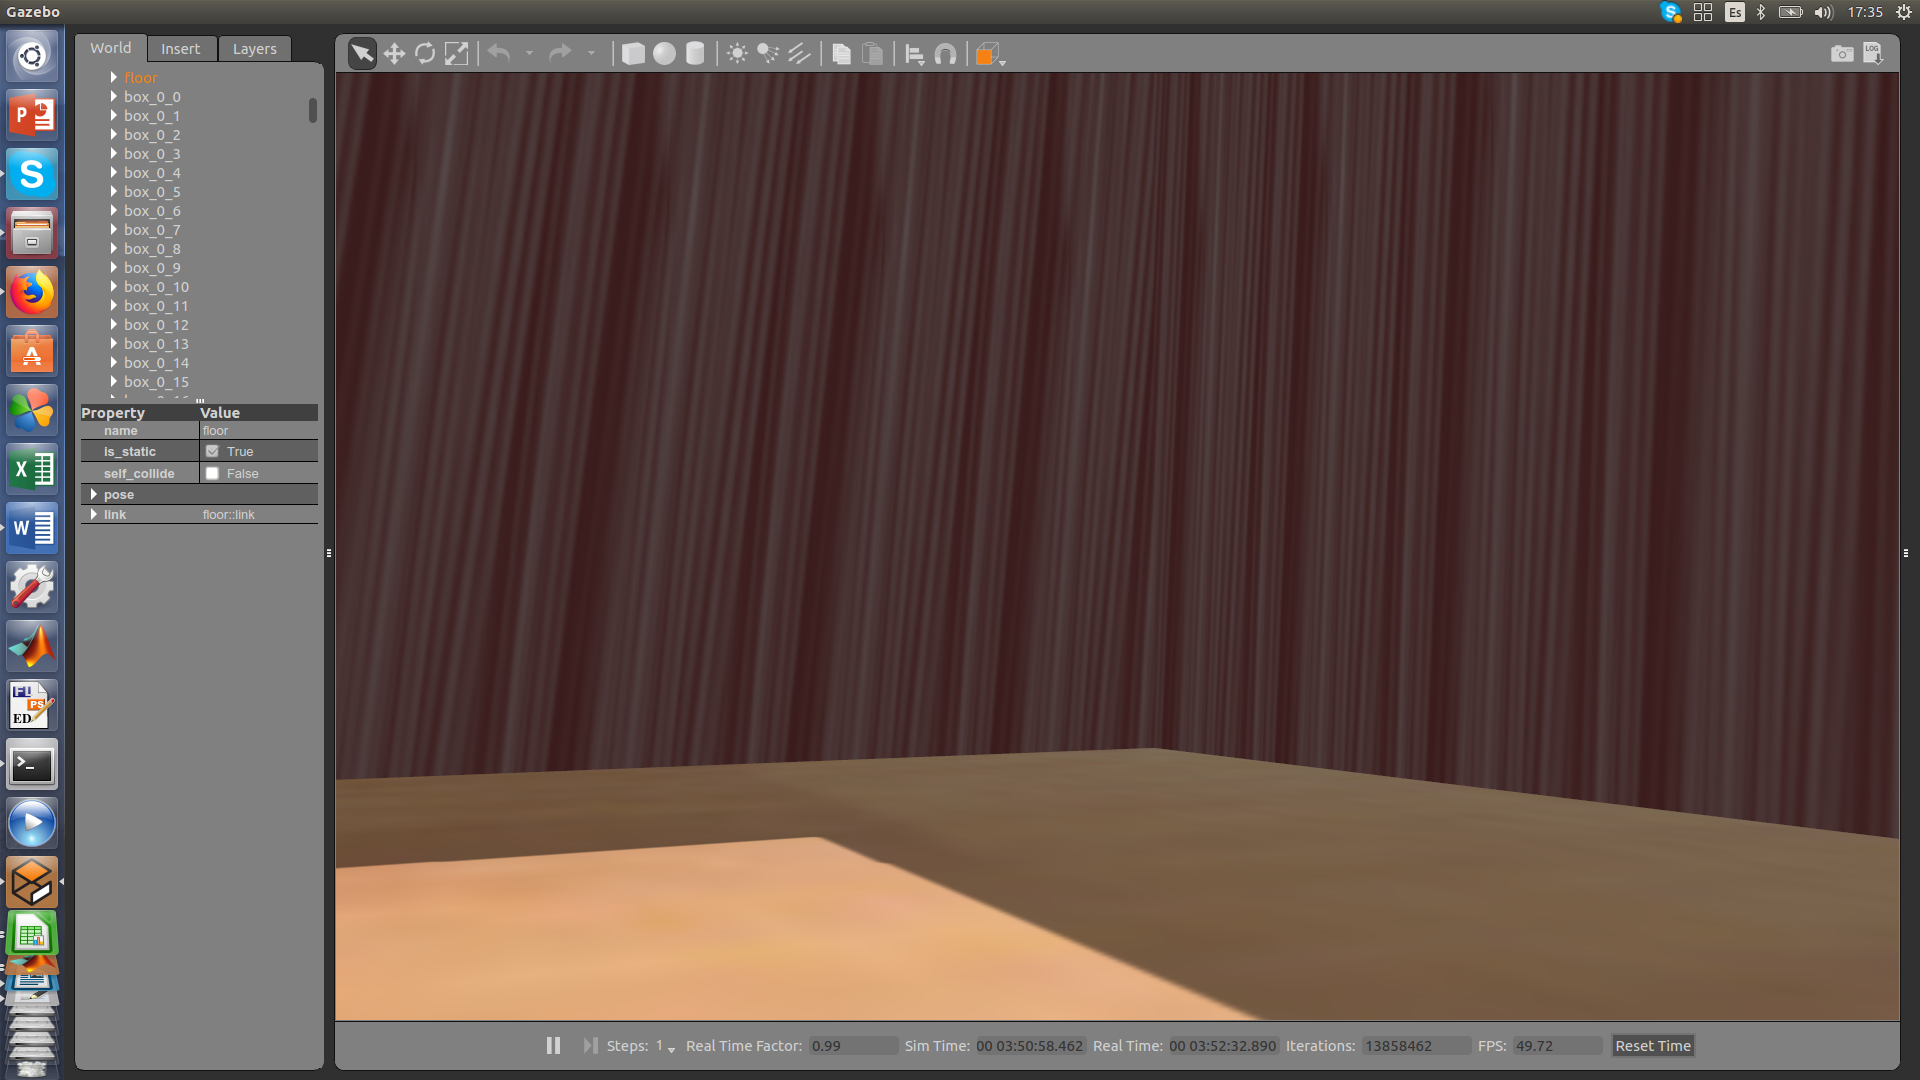 Gazebo
Es
17:35
World
Insert
Layers
LOG
floor
box_0_0
box_0_1
box_0_2
box_0_3
box_0_4
box_0_5
box_0_6
box_0_7
box_0_8
box_0_9
box_0_10
box_0_11
box_0_12
box_0_13
box_0_14
box_0_15
Property Value
name floor
is_static True
self_collide False
pose
link floor::link
Steps: 1 Real Time Factor: 0.99 Sim Time: 00 03:50:58.462 Real Time: 00 03:52:32.890 Iterations: 13858462 FPS: 49.72 Reset Time